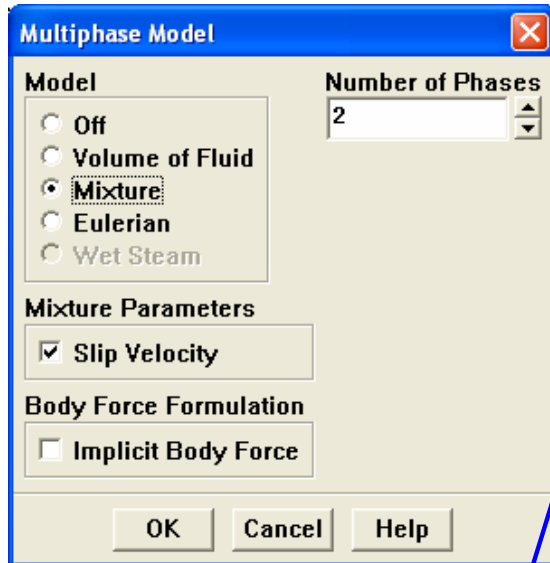 Multiphase Model
Model
Off
Volume of Fluid
Mixture
Eulerian
Wet Steam
Number of Phases
2
Mixture Parameters
Slip Velocity
Body Force Formulation
Implicit Body Force
OK Cancel Help